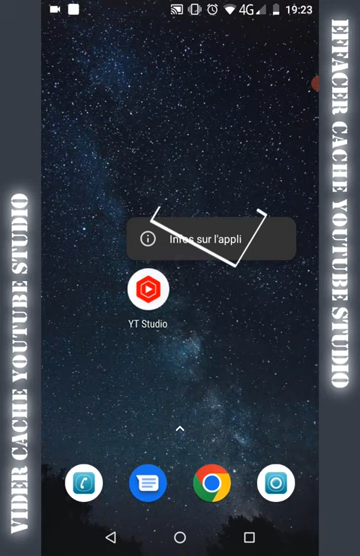 4G 19:23
VIDER CACHE YOUTUBE STUDIO
EFFACER CACHE YOUTUBE STUDIO
Infos sur l'appli
YT Studio